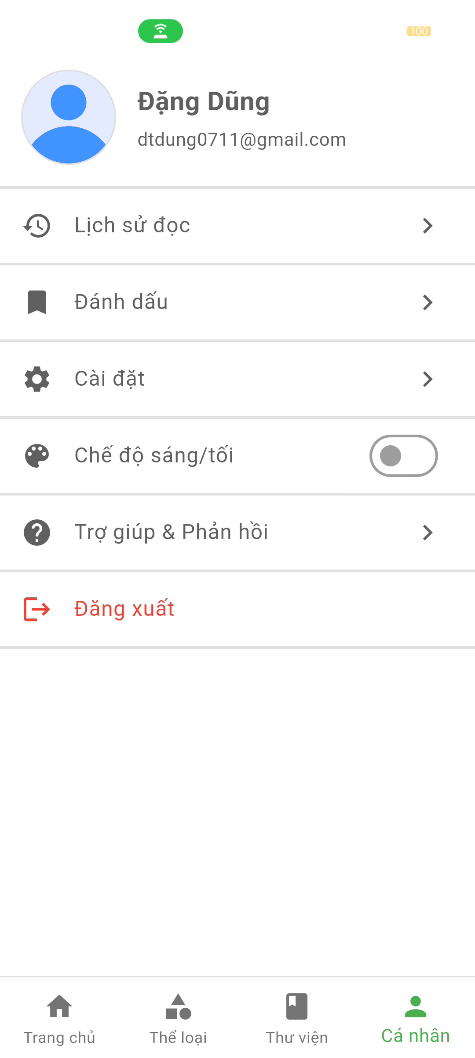 100
Đặng Dũng
dtdung0711@gmail.com
Lịch sử đọc
Đánh dấu
Cài đặt
Chế độ sáng/tối
Trợ giúp & Phản hồi
Đăng xuất
Trang chủ
Thể loại
Thư viện
Cá nhân